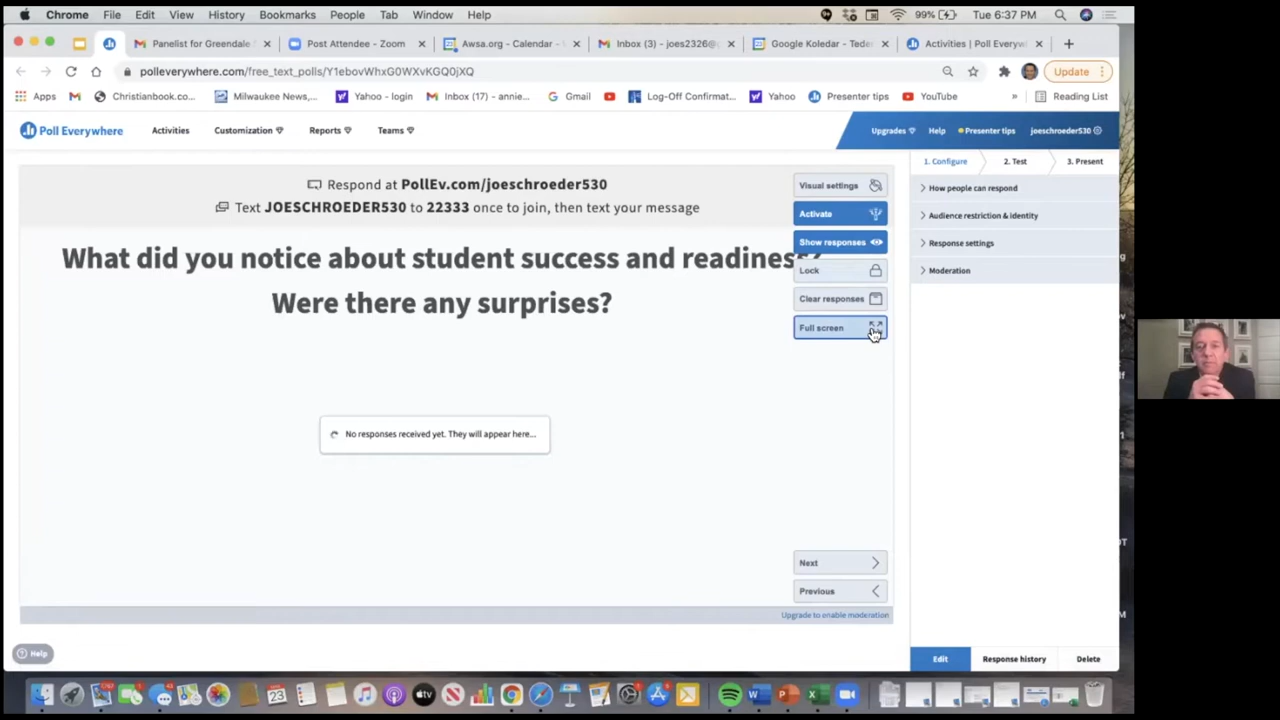 Chrome File Edit View History Bookmarks People Tab Window Help 99% Tue 6:37 PM
Panelist for Greendale Post Attendee - Zoom Awsa.org - Calendar - Inbox (3) - joes2326@ Google Koledar - Teder Activities | Poll Everyw
polleverywhere.com/free_text_polls/Y1ebovWhxG0WXvKGQ0jXQ Update
Apps Christianbook.co... Milwaukee News,... Yahoo - login Inbox (17) - annie... Gmail Log-Off Confirmat... Yahoo Presenter tips YouTube » Reading List
Poll Everywhere Activities Customization Reports Teams Upgrades Help Presenter tips joeschroeder530
1. Configure 2. Test 3. Present
Respond at PollEv.com/joeschroeder530
Text JOESCHROEDER530 to 22333 once to join, then text your message
What did you notice about student success and readiness?
Were there any surprises?
No responses received yet. They will appear here...
Visual settings
Activate
Show responses
Lock
Clear responses
Full screen
Next
Previous
Upgrade to enable moderation
How people can respond
Audience restriction & identity
Response settings
Moderation
Help
Edit Response history Delete
23